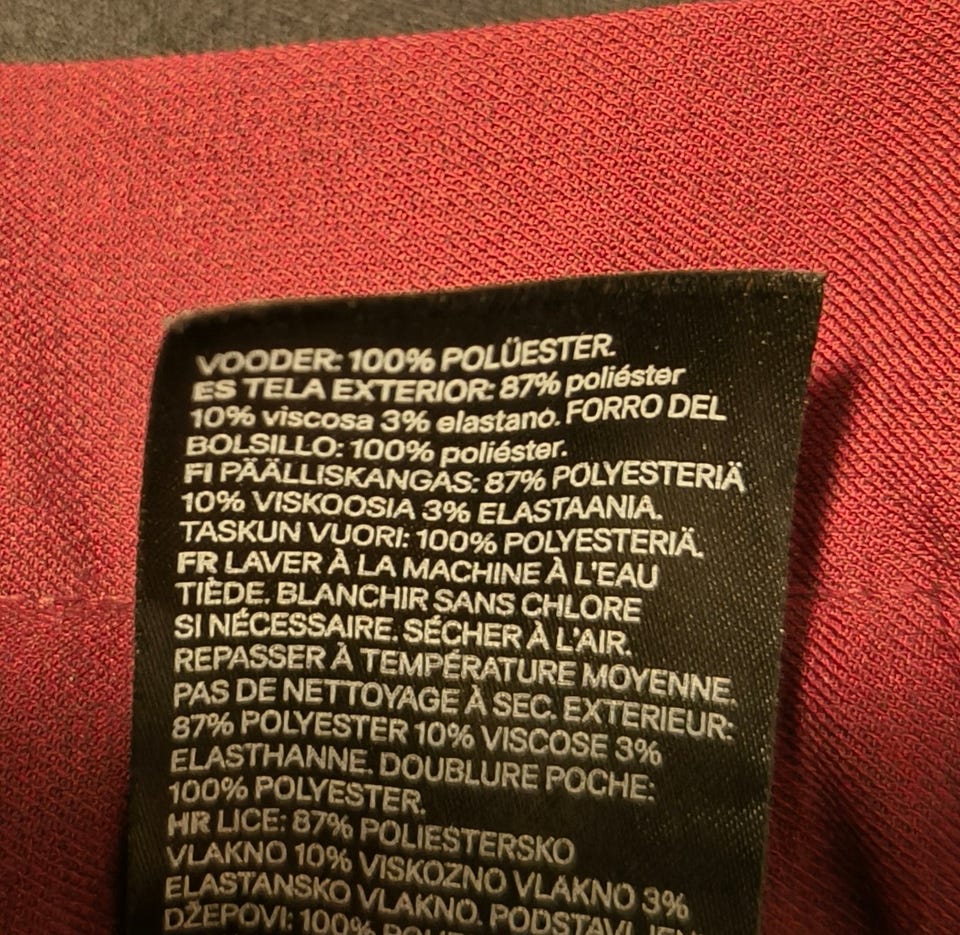 VOODER: 100% POLÜESTER.
ES TELA EXTERIOR: 87% poliéster
10% viscosa 3% elastano. FORRO DEL
BOLSILLO: 100% poliéster.
FI PÄÄLLISKANGAS: 87% POLYESTERIÄ
10% VISKOOSIA 3% ELASTAANIA.
TASKUN VUORI: 100% POLYESTERIÄ.
FR LAVER À LA MACHINE À L'EAU
TIÈDE. BLANCHIR SANS CHLORE
SI NÉCESSAIRE. SÉCHER À L'AIR.
REPASSER À TEMPÉRATURE MOYENNE.
PAS DE NETTOYAGE À SEC. EXTERIEUR:
87% POLYESTER 10% VISCOSE 3%
ELASTHANNE. DOUBLURE POCHE:
100% POLYESTER.
HR LICE: 87% POLIESTERSKO
VLAKNO 10% VISKOZNO VLAKNO 3%
ELASTANSKO VLAKNO.
DŽEPOVI: 100%